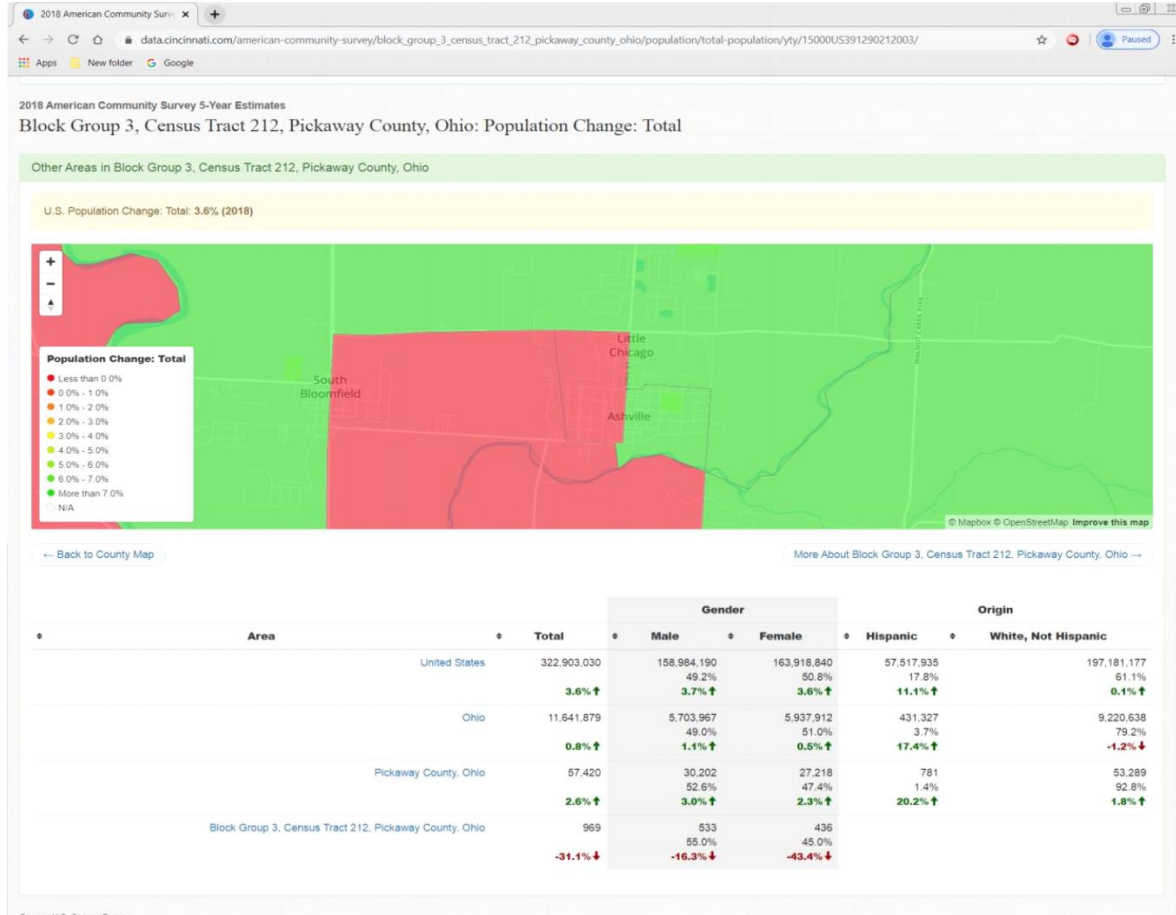 2018 American Community Surv
data.cincinnati.com/american-community-survey/block_group_3_census_tract_212_pickaway_county_ohio/population/total-population/yty/15000US391290212003/
Paused
Apps New folder G Google
2018 American Community Survey 5-Year Estimates
Block Group 3, Census Tract 212, Pickaway County, Ohio: Population Change: Total
Other Areas in Block Group 3, Census Tract 212, Pickaway County, Ohio
U.S. Population Change: Total: 3.6% (2018)
+
−
Little
Chicago
South
Bloomfield
Ashville
WALNUT CREEK PIKE
Population Change: Total
Less than 0.0%
0.0% - 1.0%
1.0% - 2.0%
2.0% - 3.0%
3.0% - 4.0%
4.0% - 5.0%
5.0% - 6.0%
6.0% - 7.0%
More than 7.0%
N/A
© Mapbox © OpenStreetMap Improve this map
← Back to County Map
More About Block Group 3, Census Tract 212, Pickaway County, Ohio →
Gender Origin
Area Total Male Female Hispanic White, Not Hispanic
United States 322,903,030 158,984,190 163,918,840 57,517,935 197,181,177
49.2% 50.8% 17.8% 61.1%
3.6%↑ 3.7%↑ 3.6%↑ 11.1%↑ 0.1%↑
Ohio 11,641,879 5,703,967 5,937,912 431,327 9,220,638
49.0% 51.0% 3.7% 79.2%
0.8%↑ 1.1%↑ 0.5%↑ 17.4%↑ -1.2%↓
Pickaway County, Ohio 57,420 30,202 27,218 781 53,289
52.6% 47.4% 1.4% 92.8%
2.6%↑ 3.0%↑ 2.3%↑ 20.2%↑ 1.8%↑
Block Group 3, Census Tract 212, Pickaway County, Ohio 969 533 436
55.0% 45.0%
-31.1%↓ -16.3%↓ -43.4%↓